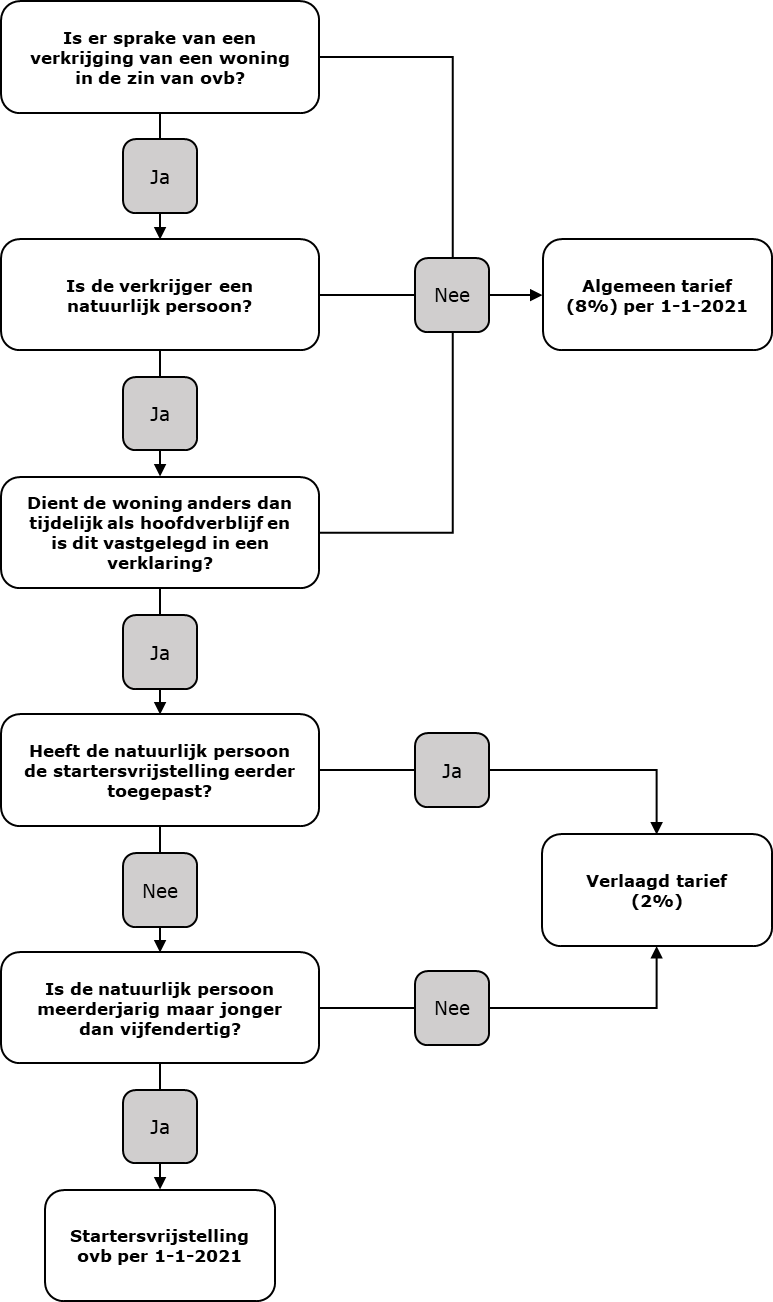 Is er sprake van een
verkrijging van een woning
in de zin van ovb?
Ja
Is de verkrijger een
natuurlijk persoon?
Nee
Algemeen tarief
(8%) per 1-1-2021
Ja
Dient de woning anders dan
tijdelijk als hoofdverblijf en
is dit vastgelegd in een
verklaring?
Ja
Heeft de natuurlijk persoon
de startersvrijstelling eerder
toegepast?
Ja
Verlaagd tarief
(2%)
Nee
Is de natuurlijk persoon
meerderjarig maar jonger
dan vijfendertig?
Nee
Ja
Startersvrijstelling
ovb per 1-1-2021